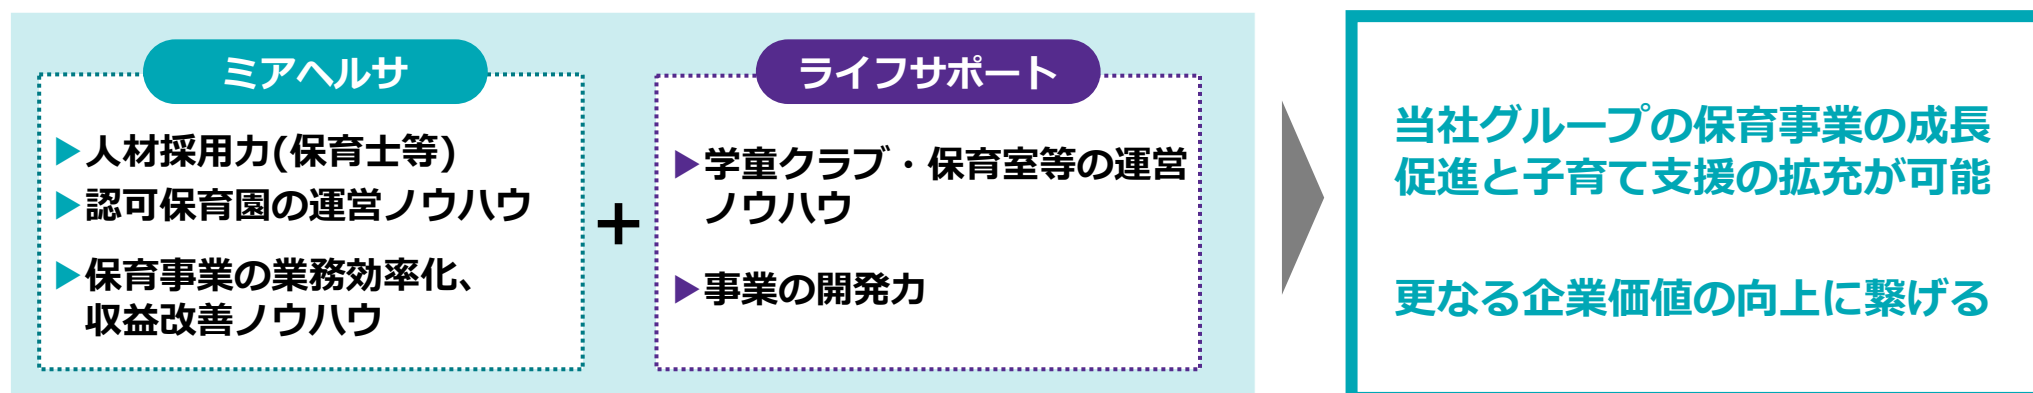 ミアヘルサ
▶人材採用力(保育士等)
▶認可保育園の運営ノウハウ
▶保育事業の業務効率化、
収益改善ノウハウ
+
ライフサポート
▶学童クラブ・保育室等の運営
ノウハウ
▶事業の開発力
当社グループの保育事業の成長
促進と子育て支援の拡充が可能
更なる企業価値の向上に繋げる